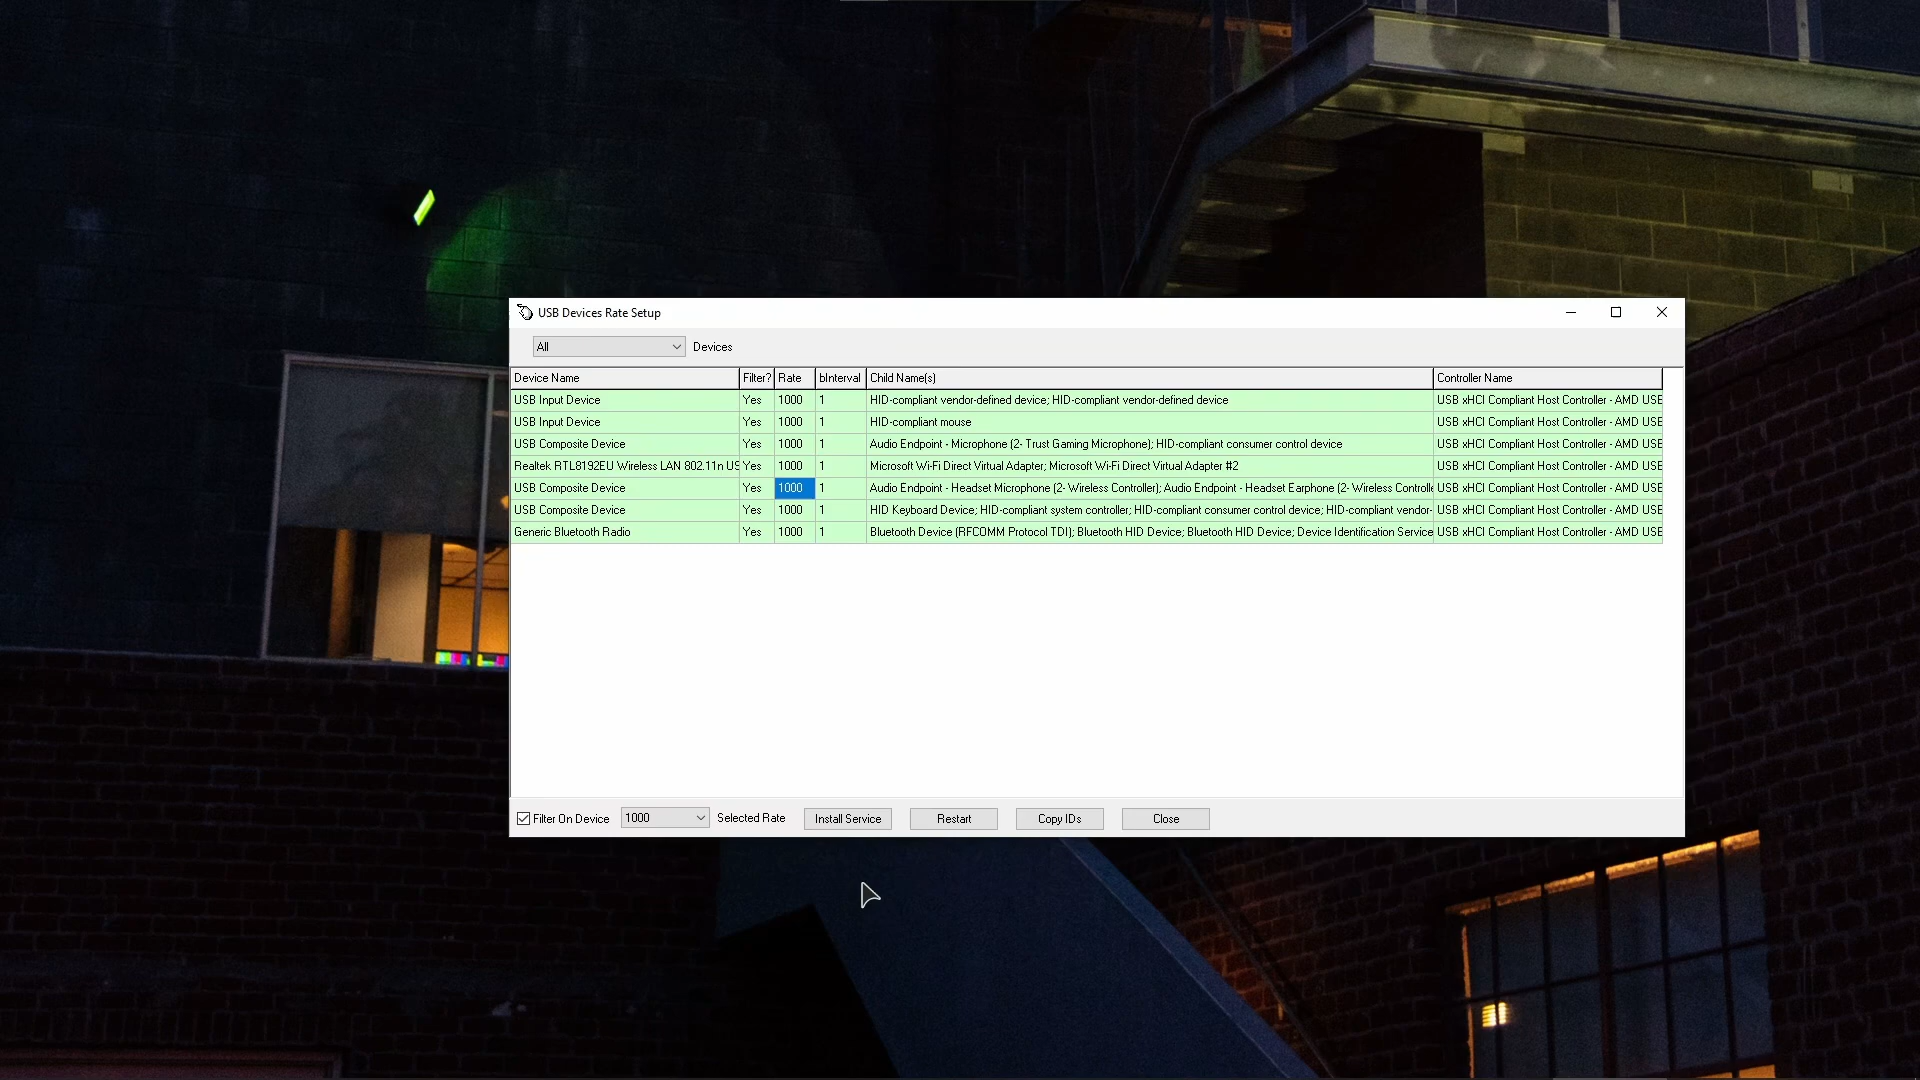 USB Devices Rate Setup
All Devices
Device Name Filter? Rate bInterval Child Name(s) Controller Name
USB Input Device Yes 1000 1 HID-compliant vendor-defined device; HID-compliant vendor-defined device USB xHCI Compliant Host Controller - AMD USB
USB Input Device Yes 1000 1 HID-compliant mouse USB xHCI Compliant Host Controller - AMD USB
USB Composite Device Yes 1000 1 Audio Endpoint - Microphone (2- Trust Gaming Microphone); HID-compliant consumer control device USB xHCI Compliant Host Controller - AMD USB
Realtek RTL8192EU Wireless LAN 802.11n US Yes 1000 1 Microsoft Wi-Fi Direct Virtual Adapter; Microsoft Wi-Fi Direct Virtual Adapter #2 USB xHCI Compliant Host Controller - AMD USB
USB Composite Device Yes 1000 1 Audio Endpoint - Headset Microphone (2- Wireless Controller); Audio Endpoint - Headset Earphone (2- Wireless Controlle USB xHCI Compliant Host Controller - AMD USB
USB Composite Device Yes 1000 1 HID Keyboard Device; HID-compliant system controller; HID-compliant consumer control device; HID-compliant vendor- USB xHCI Compliant Host Controller - AMD USB
Generic Bluetooth Radio Yes 1000 1 Bluetooth Device (RFCOMM Protocol TDI); Bluetooth HID Device; Bluetooth HID Device; Device Identification Service USB xHCI Compliant Host Controller - AMD USB
Filter On Device 1000 Selected Rate Install Service Restart Copy IDs Close